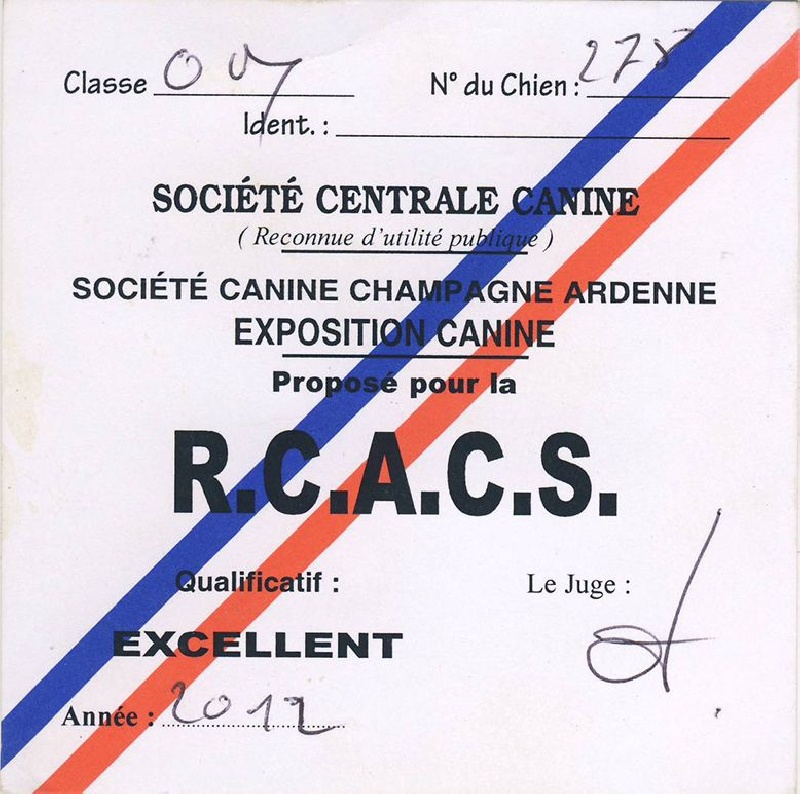 Classe Ouv N° du Chien : 278
Ident. :
SOCIÉTÉ CENTRALE CANINE
( Reconnue d'utilité publique )
SOCIÉTÉ CANINE CHAMPAGNE ARDENNE
EXPOSITION CANINE
Proposé pour la
R.C.A.C.S.
Qualificatif : Le Juge :
EXCELLENT
Année : 2012